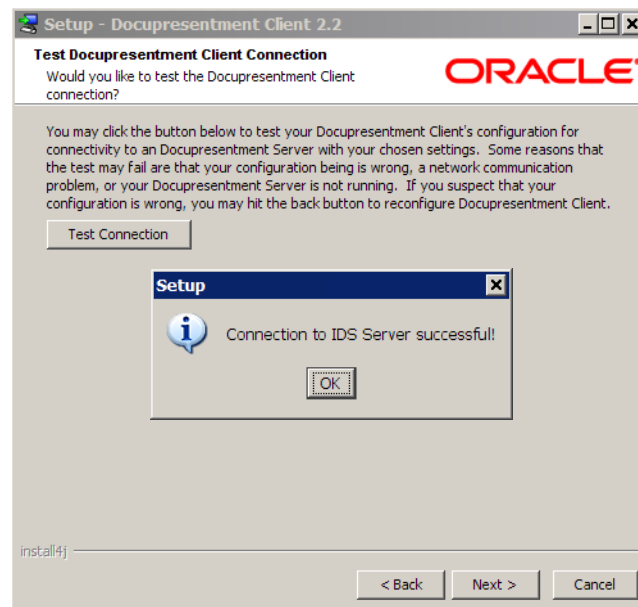 Setup - Docupresentment Client 2.2
Test Docupresentment Client Connection
Would you like to test the Docupresentment Client
connection?
ORACLE
You may click the button below to test your Docupresentment Client's configuration for
connectivity to an Docupresentment Server with your chosen settings. Some reasons that
the test may fail are that your configuration being is wrong, a network communication
problem, or your Docupresentment Server is not running. If you suspect that your
configuration is wrong, you may hit the back button to reconfigure Docupresentment Client.
Test Connection
Setup
Connection to IDS Server successful!
OK
install4j
< Back Next > Cancel